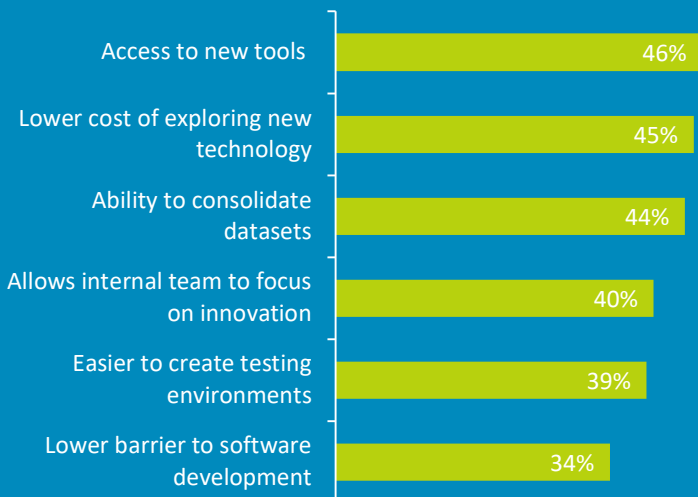 Access to new tools
46%
Lower cost of exploring new
technology
45%
Ability to consolidate
datasets
44%
Allows internal team to focus
on innovation
40%
Easier to create testing
environments
39%
Lower barrier to software
development
34%